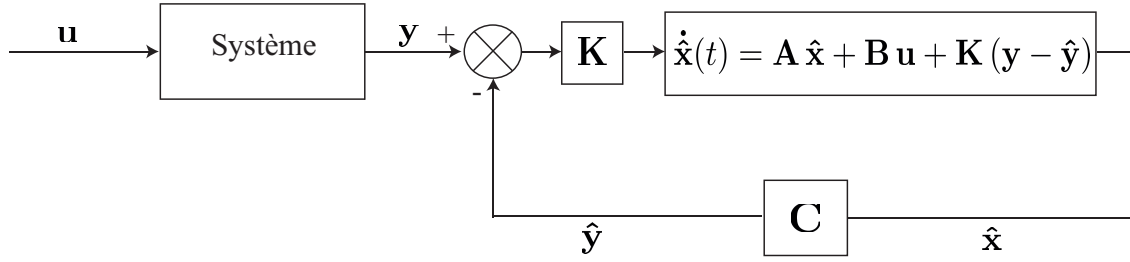 u
Système
y
+
-
K
ẋ̂(t) = A x̂ + B u + K (y − ŷ)
C
ŷ
x̂